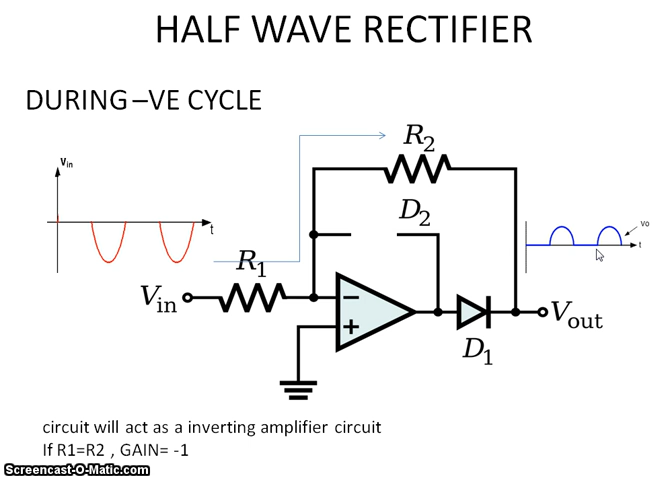 HALF WAVE RECTIFIER
DURING –VE CYCLE
Vin
t
R2
D2
R1
Vin
−
+
D1
Vout
vo
t
circuit will act as a inverting amplifier circuit
If R1=R2 , GAIN= -1
Screencast-O-Matic.com